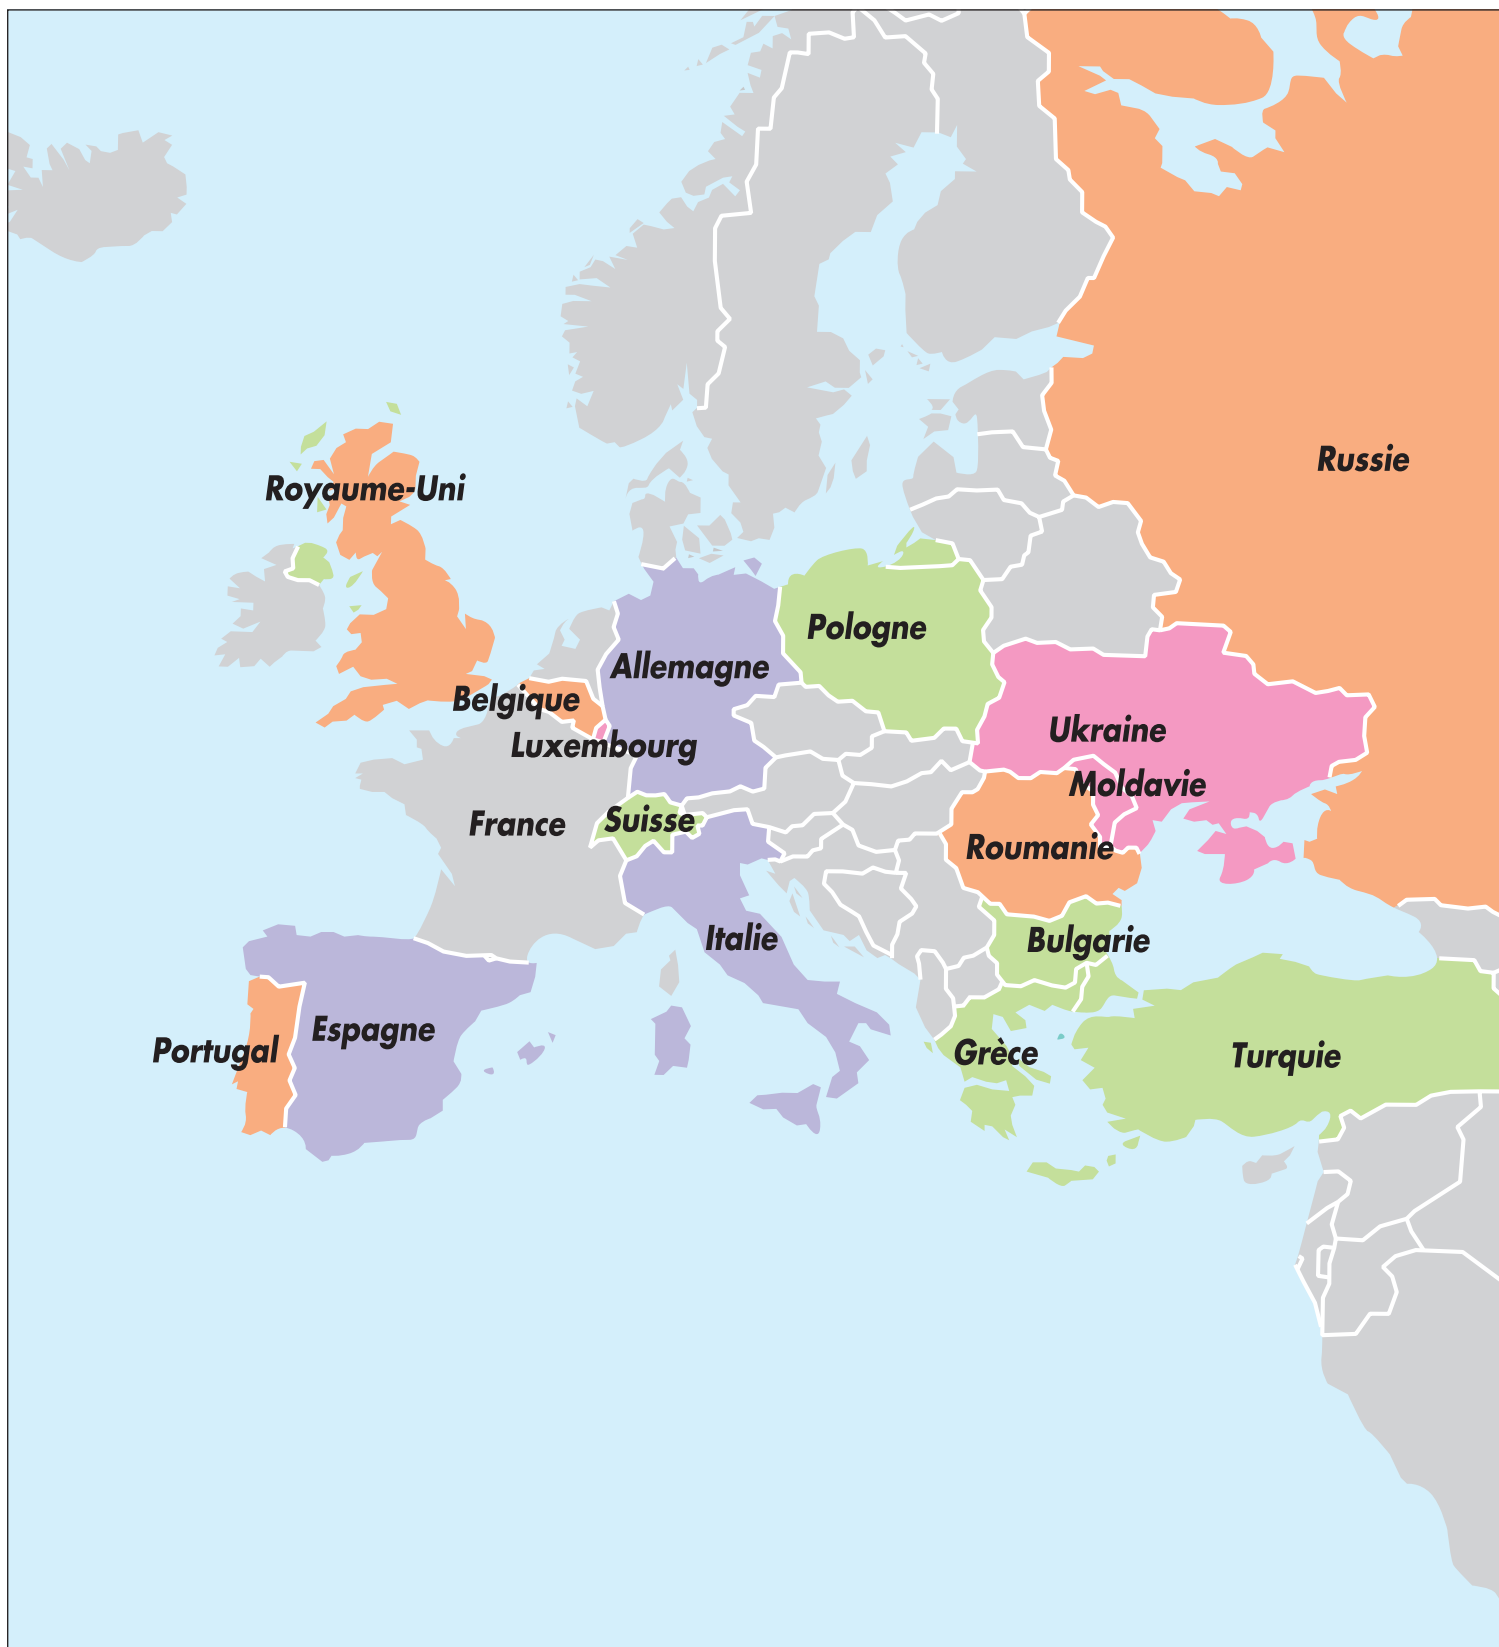 Russie
Royaume-Uni
Pologne
Allemagne
Belgique
Ukraine
Luxembourg
Moldavie
Suisse
France
Roumanie
Italie
Bulgarie
Espagne
Portugal
Grèce
Turquie